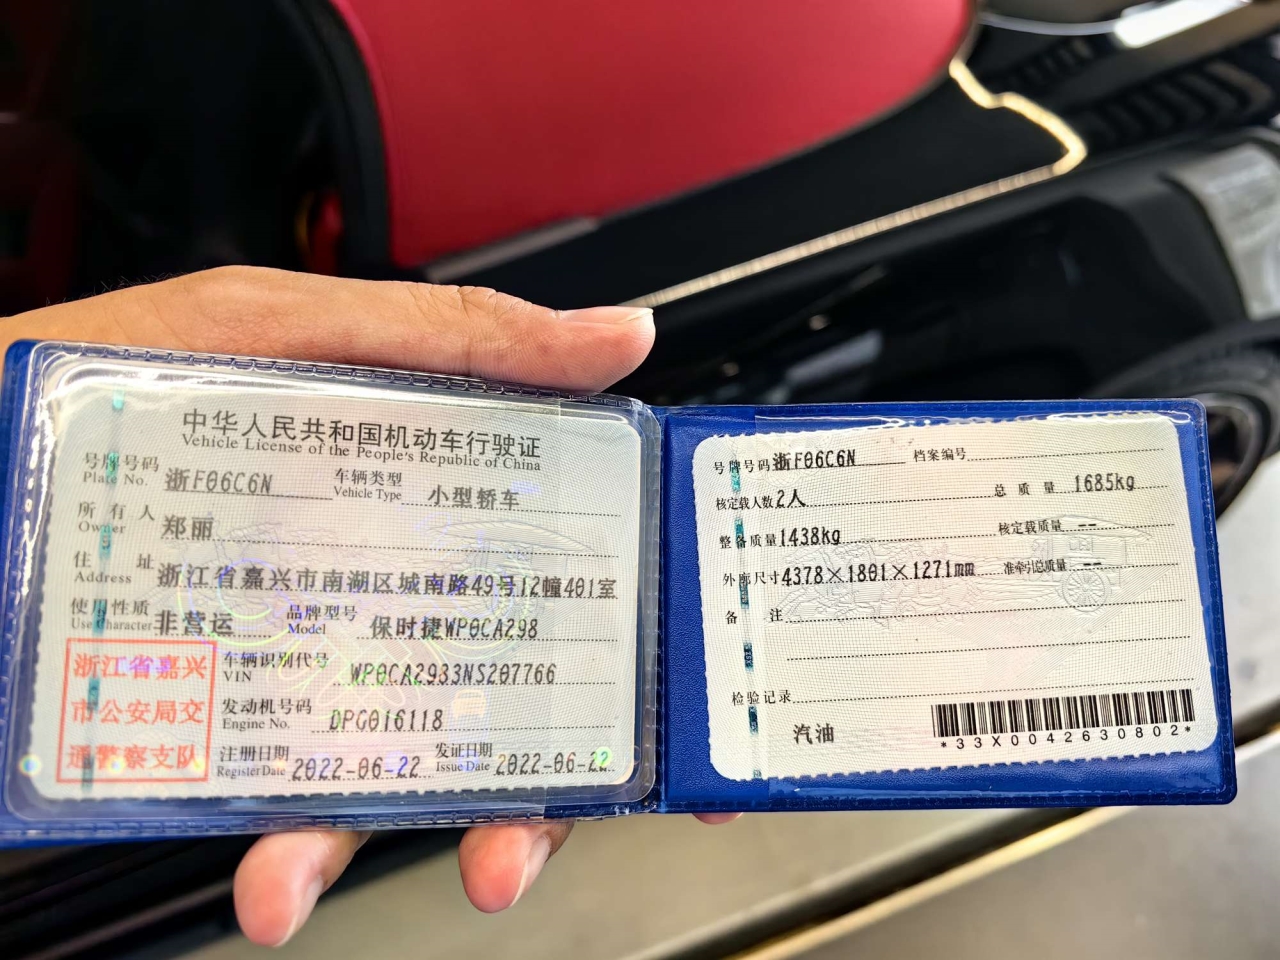 中华人民共和国机动车行驶证
Vehicle License of the People's Republic of China
号牌号码 浙F06C6N 车辆类型 小型轿车
Plate No. Vehicle Type
所有人 郑丽
Owner
住址 浙江省嘉兴市南湖区城南路49号12幢401室
Address
使用性质 非营运 品牌型号 保时捷WP0CA298
Use Character Model
浙江省嘉兴
市公安局交
通警察支队
车辆识别代号 WP0CA2983NS207766
VIN
发动机号码 DPG016118
Engine No.
注册日期 2022-06-22 发证日期 2022-06-22
Register Date Issue Date
号牌号码 浙F06C6N 档案编号
核定载人数 2人 总质量 1685kg
整备质量 1438kg 核定载质量 --
外廓尺寸 4378×1801×1271mm 准牵引总质量 --
备注
检验记录
汽油
*33X0042630802*